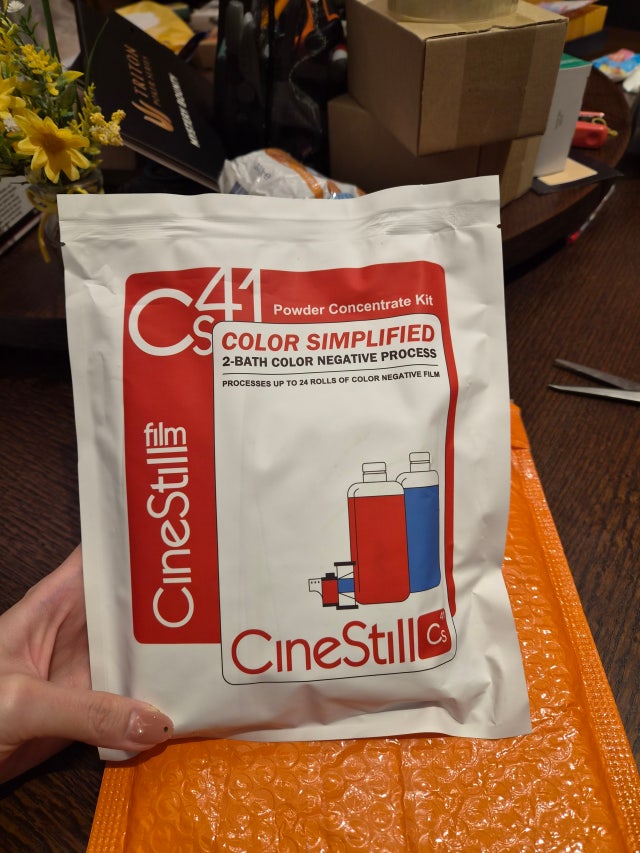 TRITON
Cs41
Powder Concentrate Kit
COLOR SIMPLIFIED
2-BATH COLOR NEGATIVE PROCESS
PROCESSES UP TO 24 ROLLS OF COLOR NEGATIVE FILM
CineStill film
CineStill
Cs41